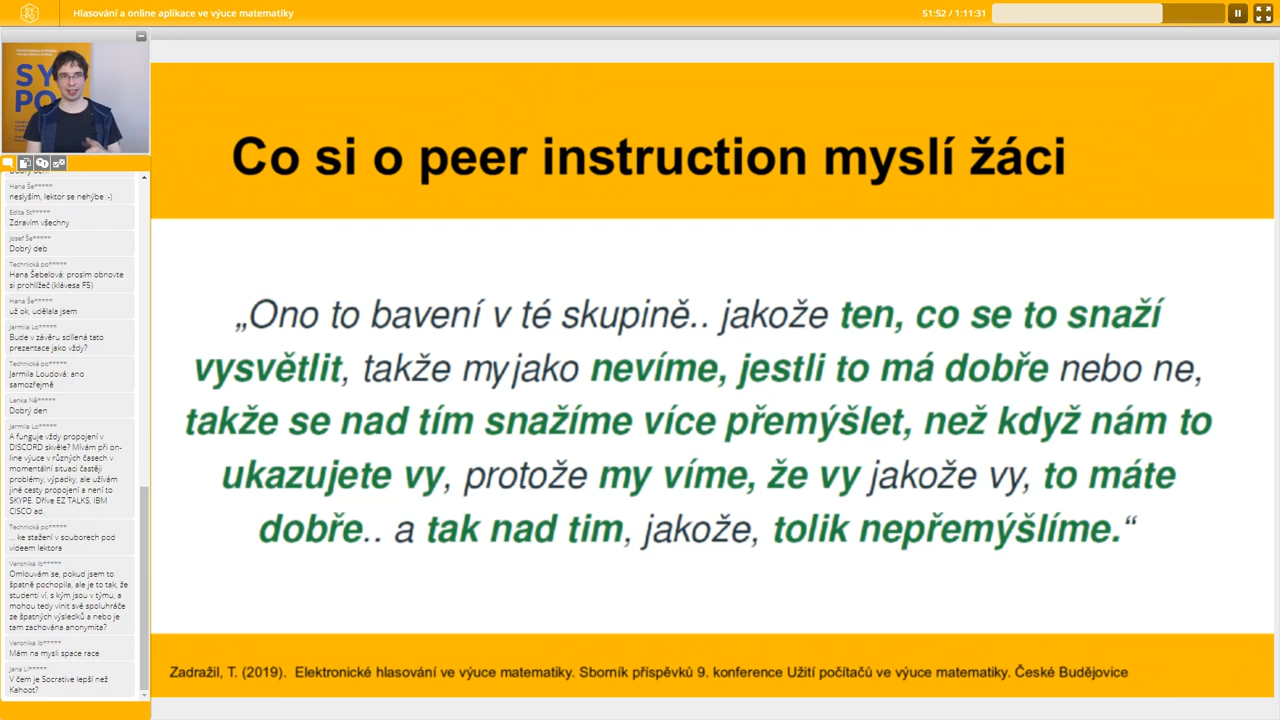 SY
PO
Hlasování a online aplikace ve výuce matematiky
51:52 / 1:11:31
SY
PO
Hana Še*****
neslyším, lektor se nehýbe :-)
Edita St*****
Zdravím všechny
Josef Še*****
Dobrý deb
Technická po*****
Hana Šebelová: prosím obnovte
si prohlížeč (klávesa F5)
Hana Še*****
už ok, udělala jsem
Jarmila Lo*****
Bude v závěru sdílená tato
prezentace jako vždy?
Technická po*****
Jarmila Loudová: ano
samozřejmě
Lenka Ně*****
Dobrý den
Jarmila Lo*****
A funguje vždy propojení v
DISCORD skvěle? Mívám při on-
line výuce v různých časech v
momentální situaci častěji
problémy, výpadky, ale užívám
jiné cesty propojení a není to
SKYPE. Dříve EZ TALKS, IBM
CISCO ad.
Technická po*****
... ke stažení v souborech pod
videem lektora
Veronika Ib*****
Omlouvám se, pokud jsem to
špatně pochopila, ale je to tak, že
studenti ví, s kým jsou v týmu, a
mohou tedy vinit své spoluhráče
ze špatných výsledků a nebo je
tam zachována anonymita?
Veronika Ib*****
Mám na mysli space race
Jana Li*****
V čem je Socrative lepší než
Kahoot?
Co si o peer instruction myslí žáci
„Ono to bavení v té skupině.. jakože ten, co se to snaží
vysvětlit, takže my jako nevíme, jestli to má dobře nebo ne,
takže se nad tím snažíme více přemýšlet, než když nám to
ukazujete vy, protože my víme, že vy jakože vy, to máte
dobře.. a tak nad tim, jakože, tolik nepřemýšlíme.“
Zadražil, T. (2019). Elektronické hlasování ve výuce matematiky. Sborník příspěvků 9. konference Užití počítačů ve výuce matematiky. České Budějovice